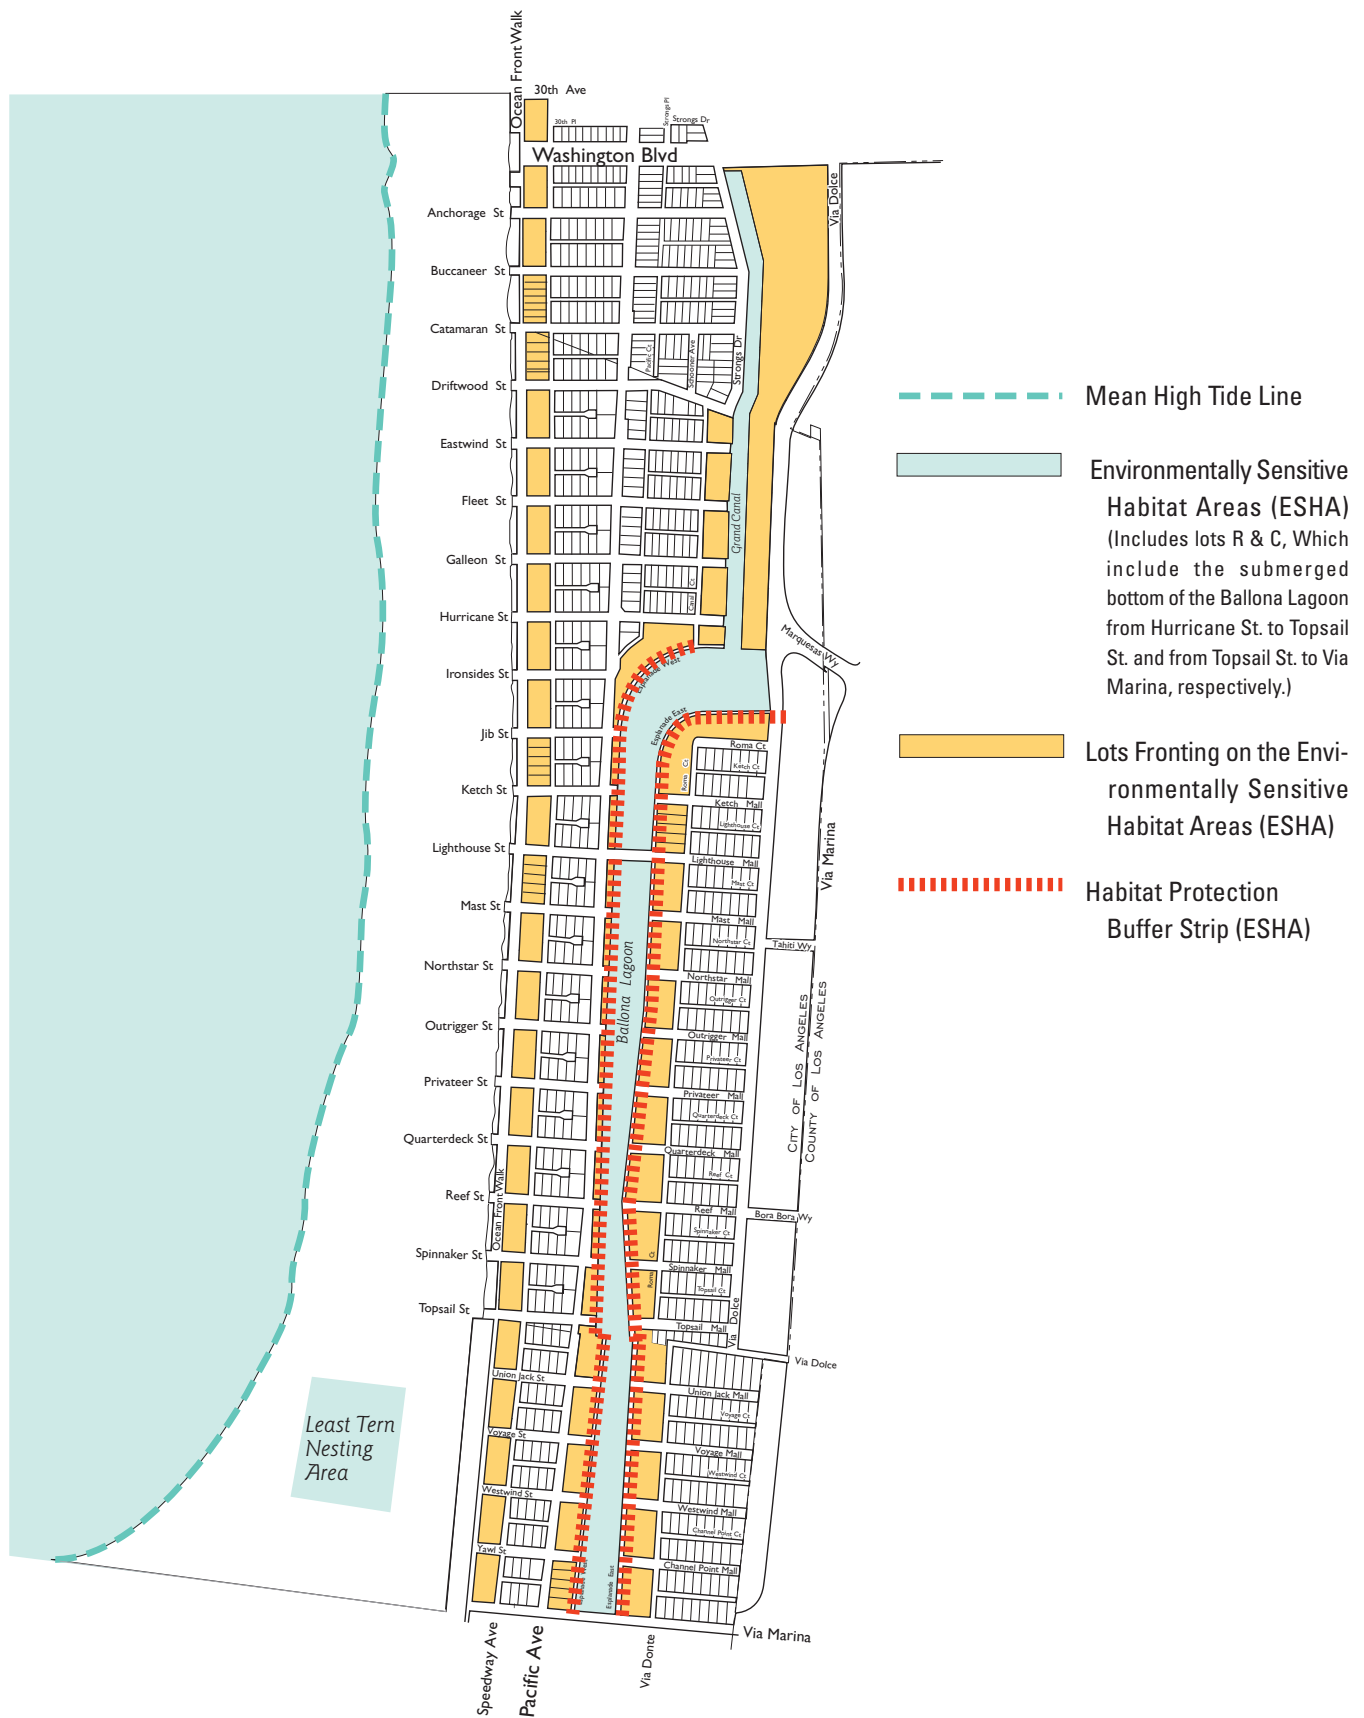 Ocean Front Walk
30th Ave
30th Pl
Strongs Pl
Strongs Dr
Washington Blvd
Via Dolce
Anchorage St
Buccaneer St
Catamaran St
Pacific Ct
Schooner Ave
Strongs Dr
Driftwood St
Eastwind St
Fleet St
Grand Canal
Galleon St
Canal Ct
Hurricane St
Marquesas Wy
Esplanade West
Ironsides St
Esplanade East
Jib St
Roma Ct
Ketch Ct
Roma Ct
Ketch St
Ketch Mall
Lighthouse Ct
Lighthouse St
Lighthouse Mall
Via Marina
Mast Ct
Mast St
Mast Mall
Northstar Ct
Tahiti Wy
Ballona Lagoon
Northstar St
Northstar Mall
Outrigger Ct
Outrigger St
Outrigger Mall
Privateer Ct
CITY OF LOS ANGELES
COUNTY OF LOS ANGELES
Privateer St
Privateer Mall
Quarterdeck Ct
Quarterdeck St
Quarterdeck Mall
Reef Ct
Ocean Front Walk
Reef St
Reef Mall
Bora Bora Wy
Spinnaker Ct
Spinnaker St
Spinnaker Mall
Roma Ct
Topsail Ct
Topsail St
Topsail Mall
Via Dolce
Via Dolce
Union Jack St
Union Jack Mall
Voyage Ct
Least Tern
Nesting
Area
Voyage St
Voyage Mall
Westwind Ct
Westwind St
Westwind Mall
Channel Point Ct
Yawl St
Channel Point Mall
Esplanade West
Esplanade East
Via Marina
Speedway Ave
Pacific Ave
Via Donte
Mean High Tide Line
Environmentally Sensitive
Habitat Areas (ESHA)
(Includes lots R & C, Which
include the submerged
bottom of the Ballona Lagoon
from Hurricane St. to Topsail
St. and from Topsail St. to Via
Marina, respectively.)
Lots Fronting on the Envi-
ronmentally Sensitive
Habitat Areas (ESHA)
Habitat Protection
Buffer Strip (ESHA)